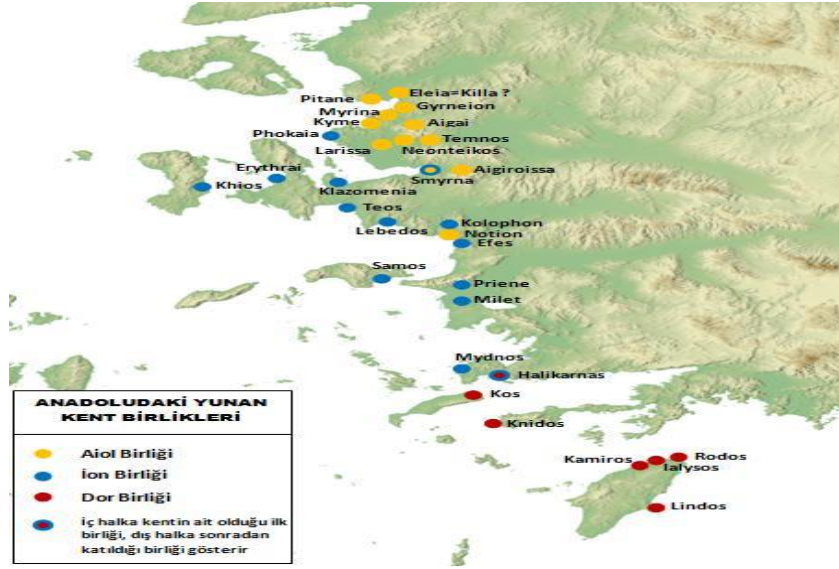 Eleia=Killa ?
Pitane
Gyrneion
Myrina
Kyme
Aigai
Phokaia
Temnos
Larissa
Neonteikos
Erythrai
Aigiroissa
Smyrna
Khios
Klazomenia
Teos
Kolophon
Lebedos
Notion
Efes
Samos
Priene
Milet
Mydnos
Halikarnas
Kos
Knidos
Kamiros
Rodos
Ialysos
Lindos
ANADOLUDAKİ YUNAN
KENT BİRLİKLERİ
Aiol Birliği
İon Birliği
Dor Birliği
İç halka kentin ait olduğu ilk
birliği, dış halka sonradan
katıldığı birliği gösterir